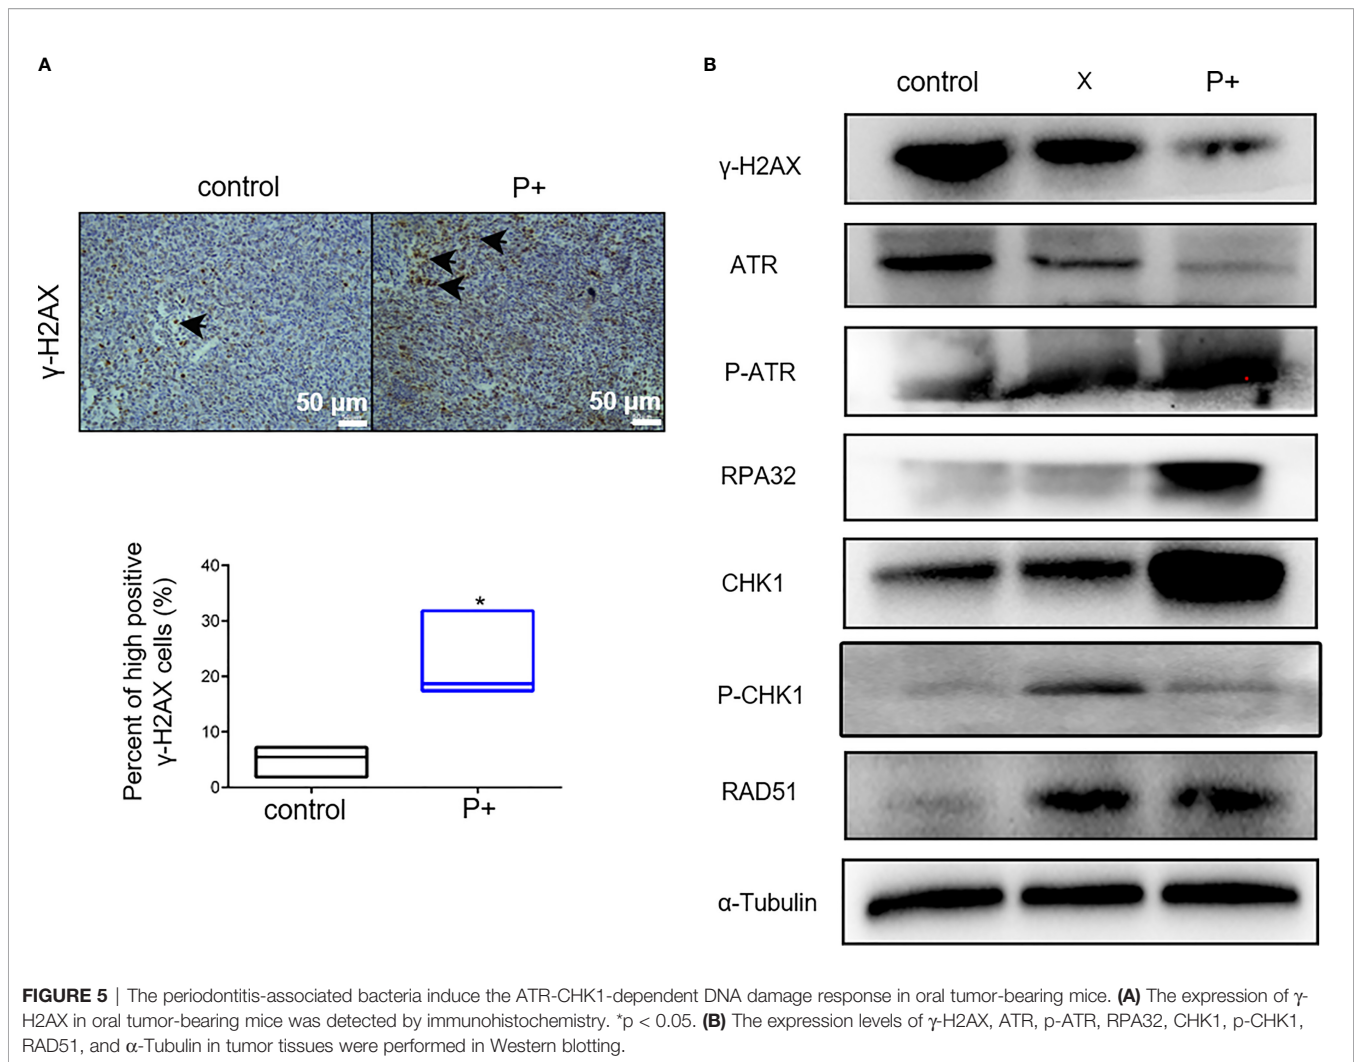 A
control P+
γ-H2AX
50 μm 50 μm
Percent of high positive
γ-H2AX cells (%)
40
30
20
10
0
*
control P+
B
control X P+
γ-H2AX
ATR
P-ATR
RPA32
CHK1
P-CHK1
RAD51
α-Tubulin
FIGURE 5 | The periodontitis-associated bacteria induce the ATR-CHK1-dependent DNA damage response in oral tumor-bearing mice. (A) The expression of γ-
H2AX in oral tumor-bearing mice was detected by immunohistochemistry. *p < 0.05. (B) The expression levels of γ-H2AX, ATR, p-ATR, RPA32, CHK1, p-CHK1,
RAD51, and α-Tubulin in tumor tissues were performed in Western blotting.